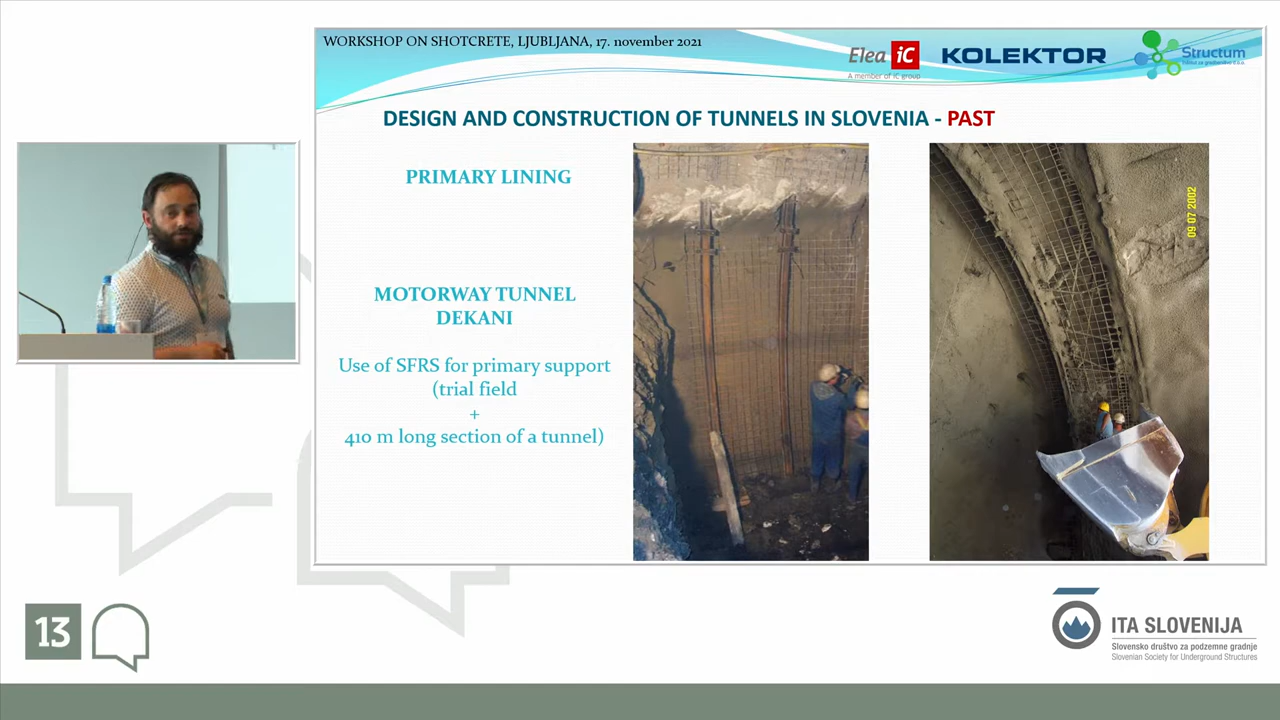 WORKSHOP ON SHOTCRETE, LJUBLJANA, 17. november 2021
Elea iC
A member of iC group
KOLEKTOR
Structum
DESIGN AND CONSTRUCTION OF TUNNELS IN SLOVENIA - PAST
PRIMARY LINING
MOTORWAY TUNNEL
DEKANI
Use of SFRS for primary support
(trial field
+
410 m long section of a tunnel)
09 07 2002
13
ITA SLOVENIJA
Slovensko društvo za podzemne gradnje
Slovenian Society for Underground Structures